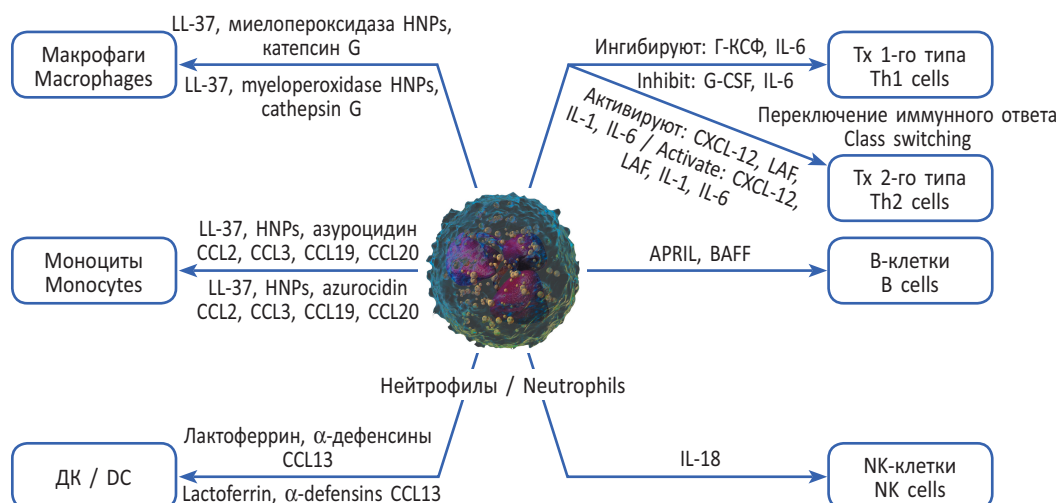 LL-37, миелопероксидаза HNPs,
катепсин G
Макрофаги
Macrophages
LL-37, myeloperoxidase HNPs,
cathepsin G
Ингибируют: Г-КСФ, IL-6
Inhibit: G-CSF, IL-6
Тх 1-го типа
Th1 cells
Активируют: CXCL-12, LAF,
IL-1, IL-6 / Activate: CXCL-12,
LAF, IL-1, IL-6
Переключение иммунного ответа
Class switching
Тх 2-го типа
Th2 cells
LL-37, HNPs, азуроцидин
CCL2, CCL3, CCL19, CCL20
Моноциты
Monocytes
LL-37, HNPs, azurocidin
CCL2, CCL3, CCL19, CCL20
APRIL, BAFF
В-клетки
B cells
Нейтрофилы / Neutrophils
Лактоферрин, α-дефенсины
CCL13
ДК / DC
Lactoferrin, α-defensins CCL13
IL-18
NK-клетки
NK cells